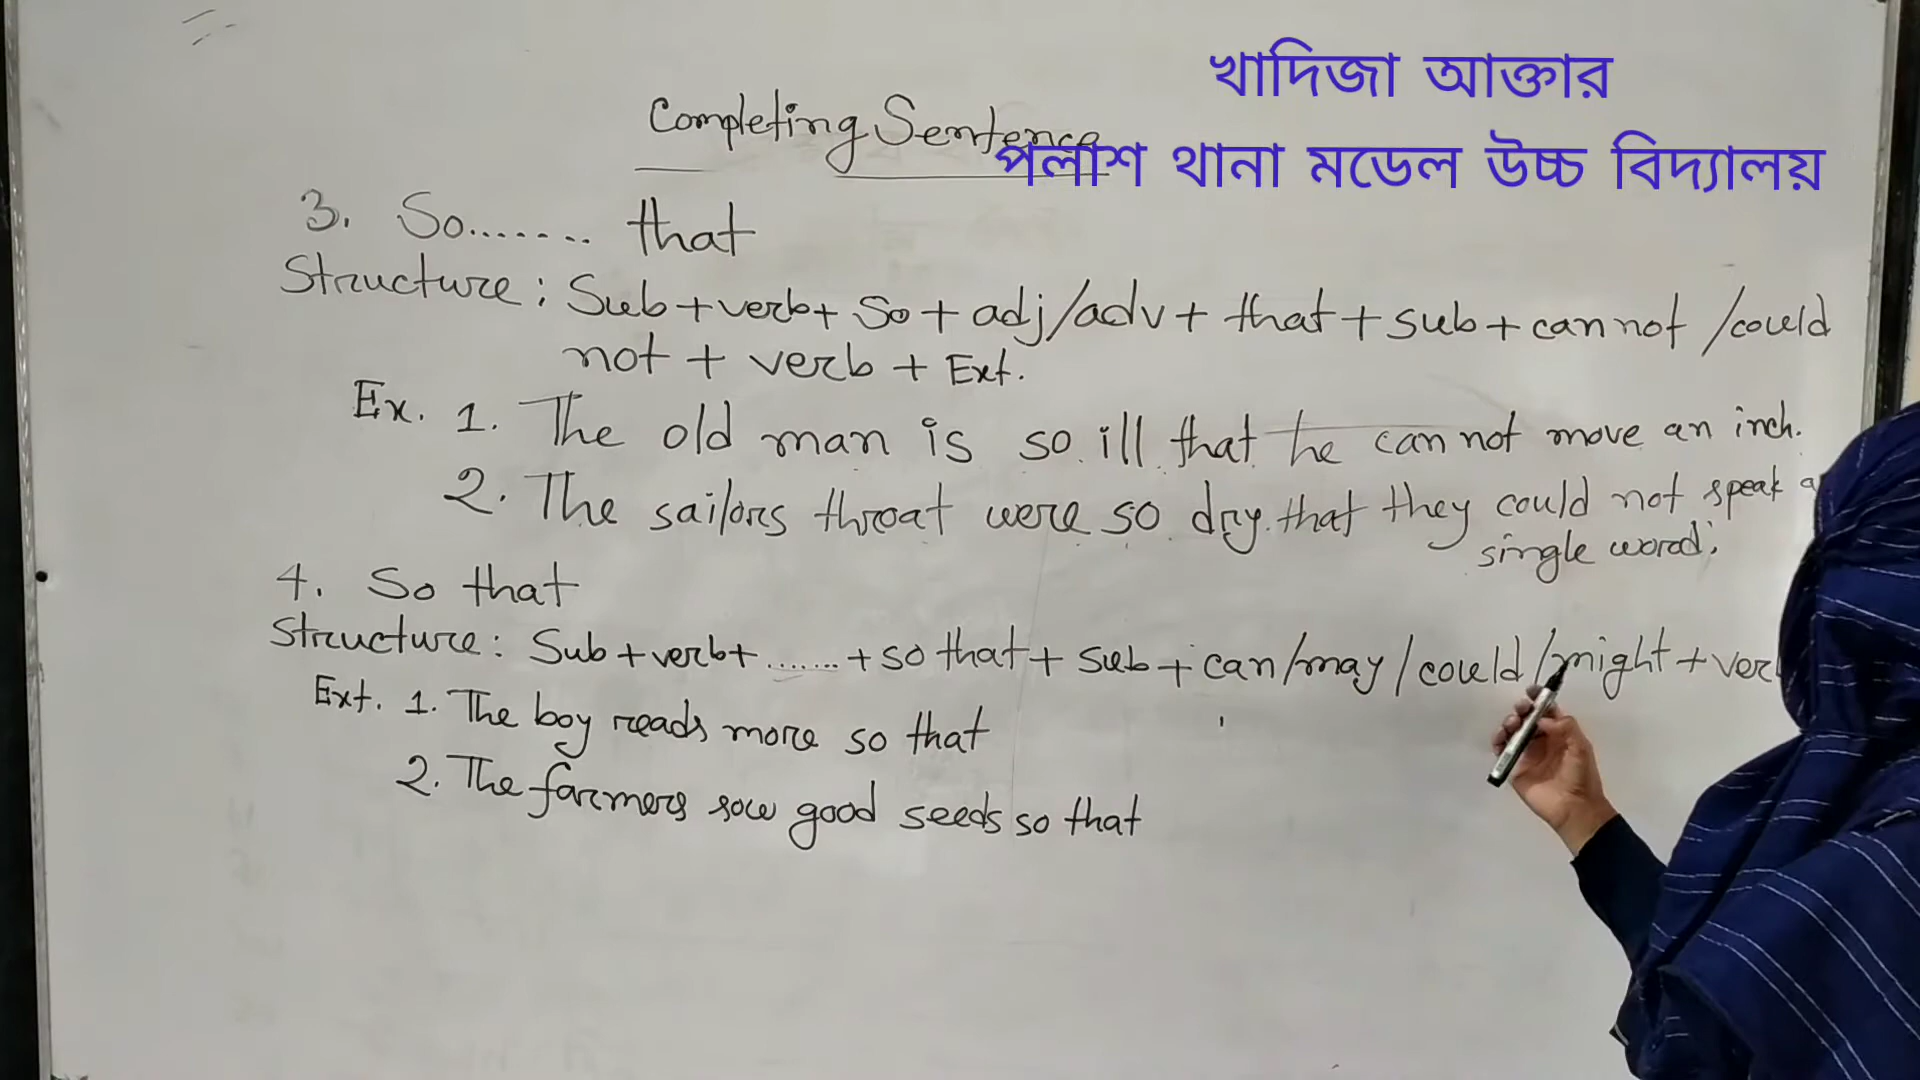 খাদিজা আক্তার
পলাশ থানা মডেল উচ্চ বিদ্যালয়
Completing Sentence
3. So....... that
Structure: Sub+verb+ So + adj/adv + that + sub + can not /could
not + verb + Ext.
Ex. 1. The old man is so ill that he can not move an inch.
2. The sailors throat were so dry that they could not speak a
single word.
4. So that
Structure: Sub+verb+.......+so that + sub + can/may/could/might + ver
Ext. 1. The boy reads more so that
2. The farmers sow good seeds so that